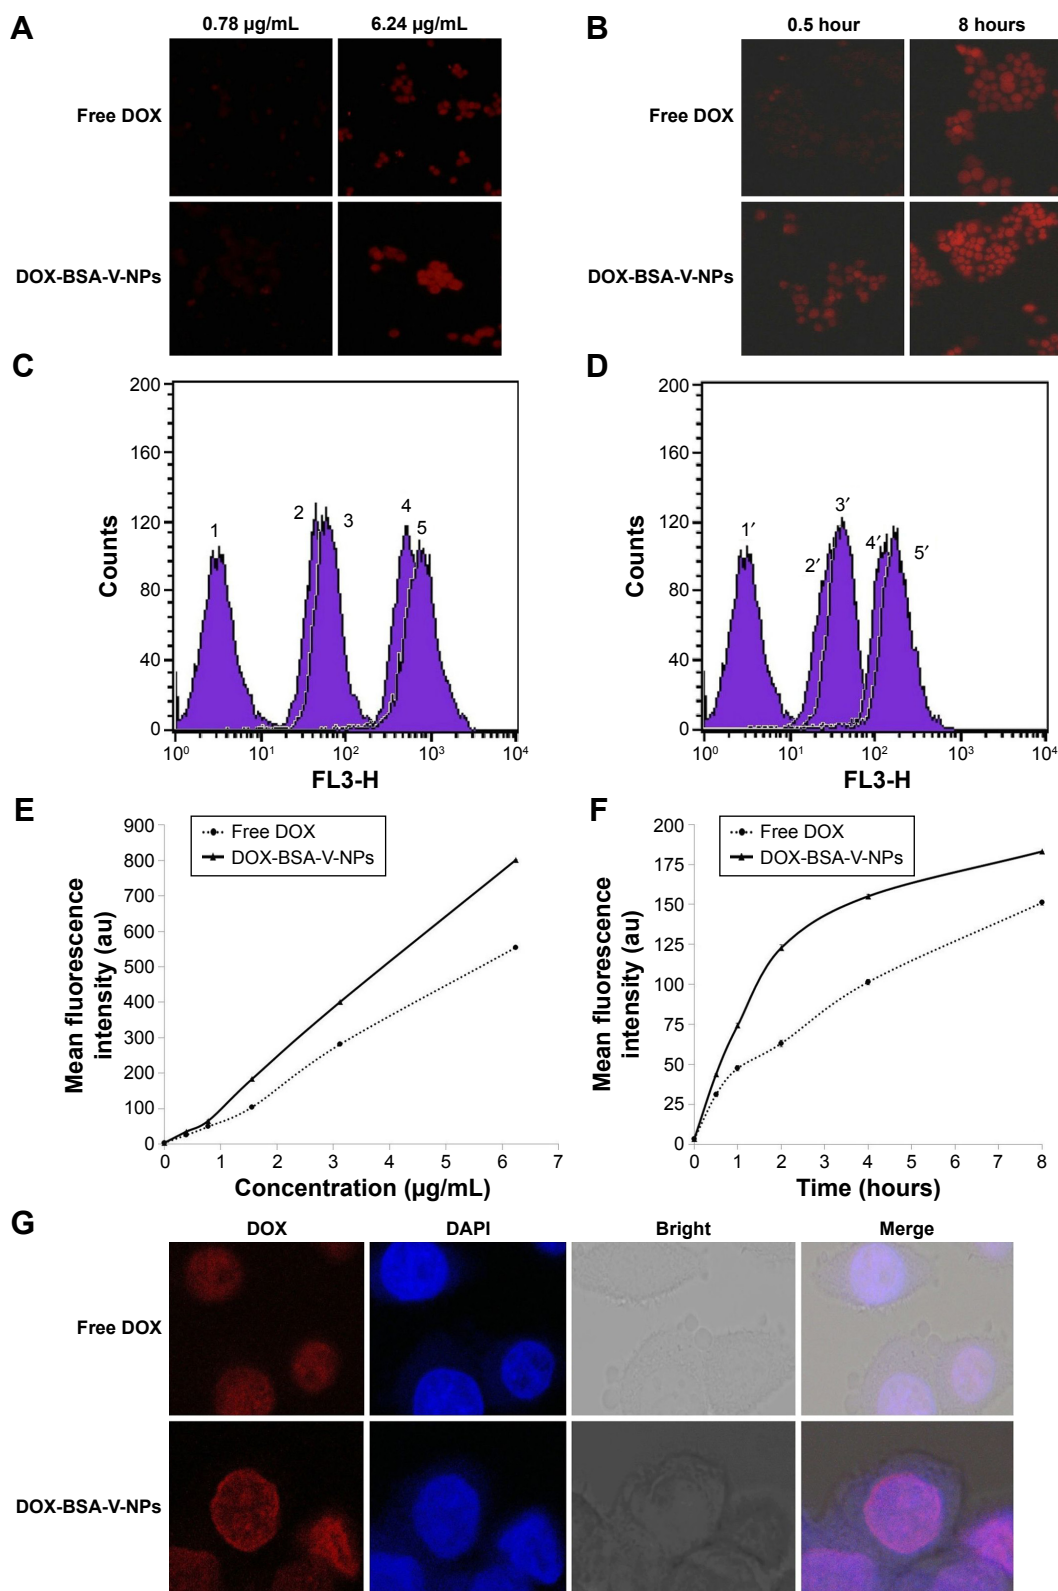 A
0.78 µg/mL
6.24 µg/mL
Free DOX
DOX-BSA-V-NPs
B
0.5 hour
8 hours
Free DOX
DOX-BSA-V-NPs
C
200
160
120
80
40
0
Counts
1
2
3
4
5
10⁰
10¹
10²
10³
10⁴
FL3-H
D
200
160
120
80
40
0
Counts
1′
2′
3′
4′
5′
10⁰
10¹
10²
10³
10⁴
FL3-H
E
900
800
700
600
500
400
300
200
100
0
Mean fluorescence
intensity (au)
Free DOX
DOX-BSA-V-NPs
0
1
2
3
4
5
6
7
Concentration (µg/mL)
F
200
175
150
125
100
75
50
25
0
Mean fluorescence
intensity (au)
Free DOX
DOX-BSA-V-NPs
0
1
2
3
4
5
6
7
8
Time (hours)
G
DOX
DAPI
Bright
Merge
Free DOX
DOX-BSA-V-NPs